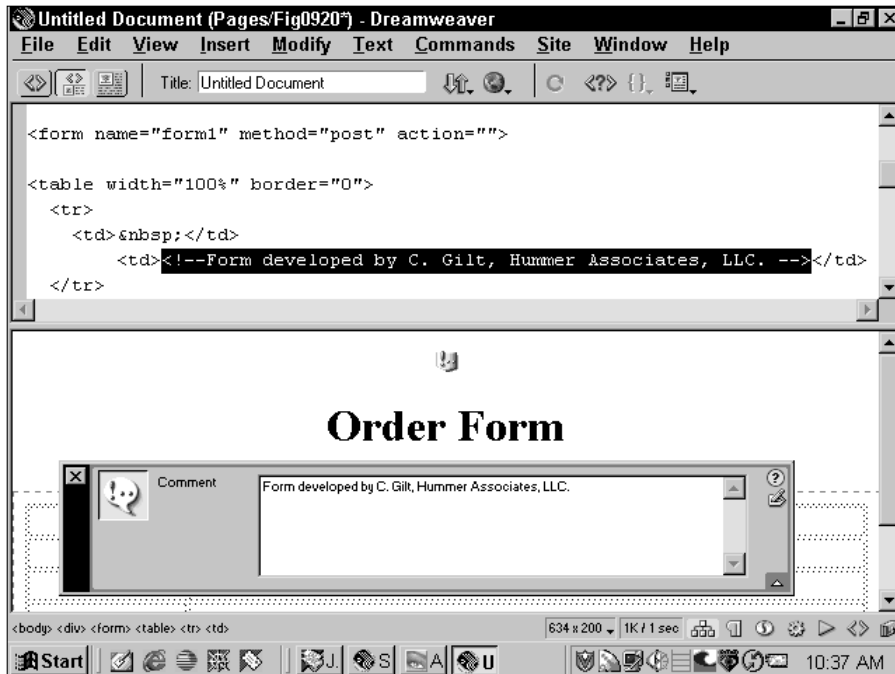 Untitled Document (Pages/Fig0920*) - Dreamweaver
File Edit View Insert Modify Text Commands Site Window Help
Title: Untitled Document
<form name="form1" method="post" action="">
<table width="100%" border="0">
<tr>
<td>&nbsp;</td>
<td><!--Form developed by C. Gilt, Hummer Associates, LLC. --></td>
</tr>
Order Form
Comment
Form developed by C. Gilt, Hummer Associates, LLC.
<body> <div> <form> <table> <tr> <td>
634 x 200
1K / 1 sec
Start
J.
S
A
U
10:37 AM